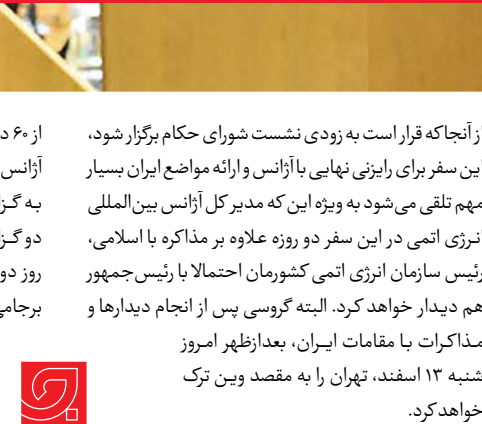 از آنجاکه قرار است به زودی نشست شورای حکام برگزار شود،
این سفر برای رایزنی نهایی با آژانس و ارائه مواضع ایران بسیار
مهم تلقی می‌شود به ویژه این که مدیر کل آژانس بین‌المللی
انرژی اتمی در این سفر دو روزه علاوه بر مذاکره با اسلامی،
رئیس سازمان انرژی اتمی کشورمان احتمالا با رئیس‌جمهور
هم دیدار خواهد کرد. البته گروسی پس از انجام دیدارها و
مذاکرات با مقامات ایران، بعدازظهر امروز
شنبه ۱۳ اسفند، تهران را به مقصد وین ترک
خواهد کرد.
از ۶۰ د
آژانس
به گزا
دو گزا
روز دو
برجامی